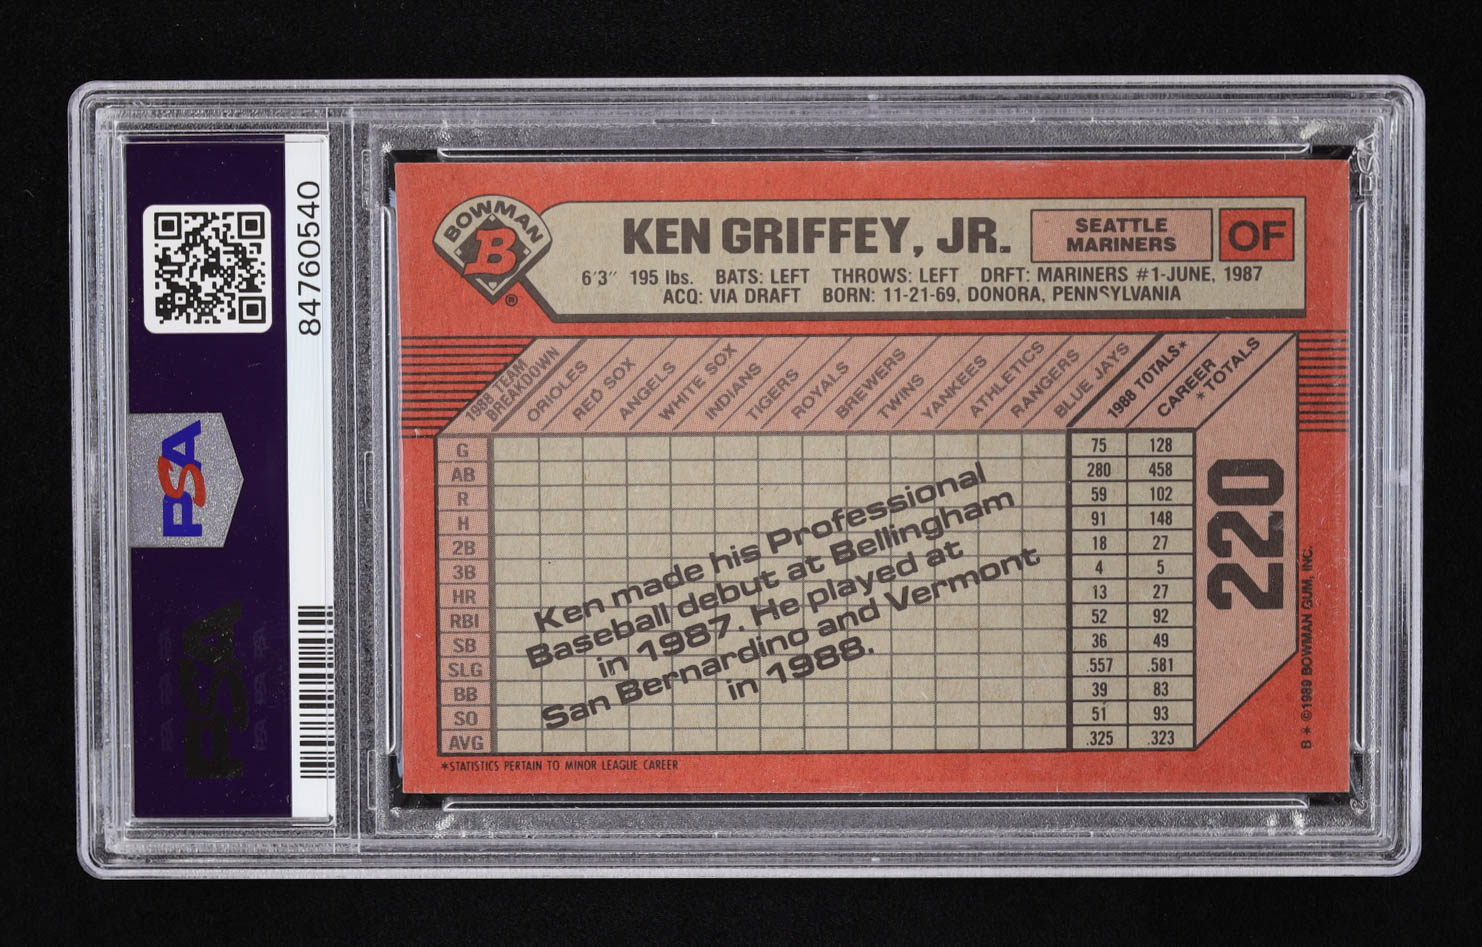 84760540
PSA
PSA
BOWMAN
B
®
KEN GRIFFEY, JR.
SEATTLE
MARINERS
OF
6'3" 195 lbs. BATS: LEFT THROWS: LEFT DRFT: MARINERS #1-JUNE, 1987
ACQ: VIA DRAFT BORN: 11-21-69, DONORA, PENNSYLVANIA
1988 TEAM
BREAKDOWN
ORIOLES
RED SOX
ANGELS
WHITE SOX
INDIANS
TIGERS
ROYALS
BREWERS
TWINS
YANKEES
ATHLETICS
RANGERS
BLUE JAYS
1988 TOTALS*
CAREER
*TOTALS
G 75 128
AB 280 458
R 59 102
H 91 148
2B 18 27
3B 4 5
HR 13 27
RBI 52 92
SB 36 49
SLG .557 .581
BB 39 83
SO 51 93
AVG .325 .323
Ken made his Professional
Baseball debut at Bellingham
in 1987. He played at
San Bernardino and Vermont
in 1988.
220
*STATISTICS PERTAIN TO MINOR LEAGUE CAREER
B * ©1989 BOWMAN GUM, INC.